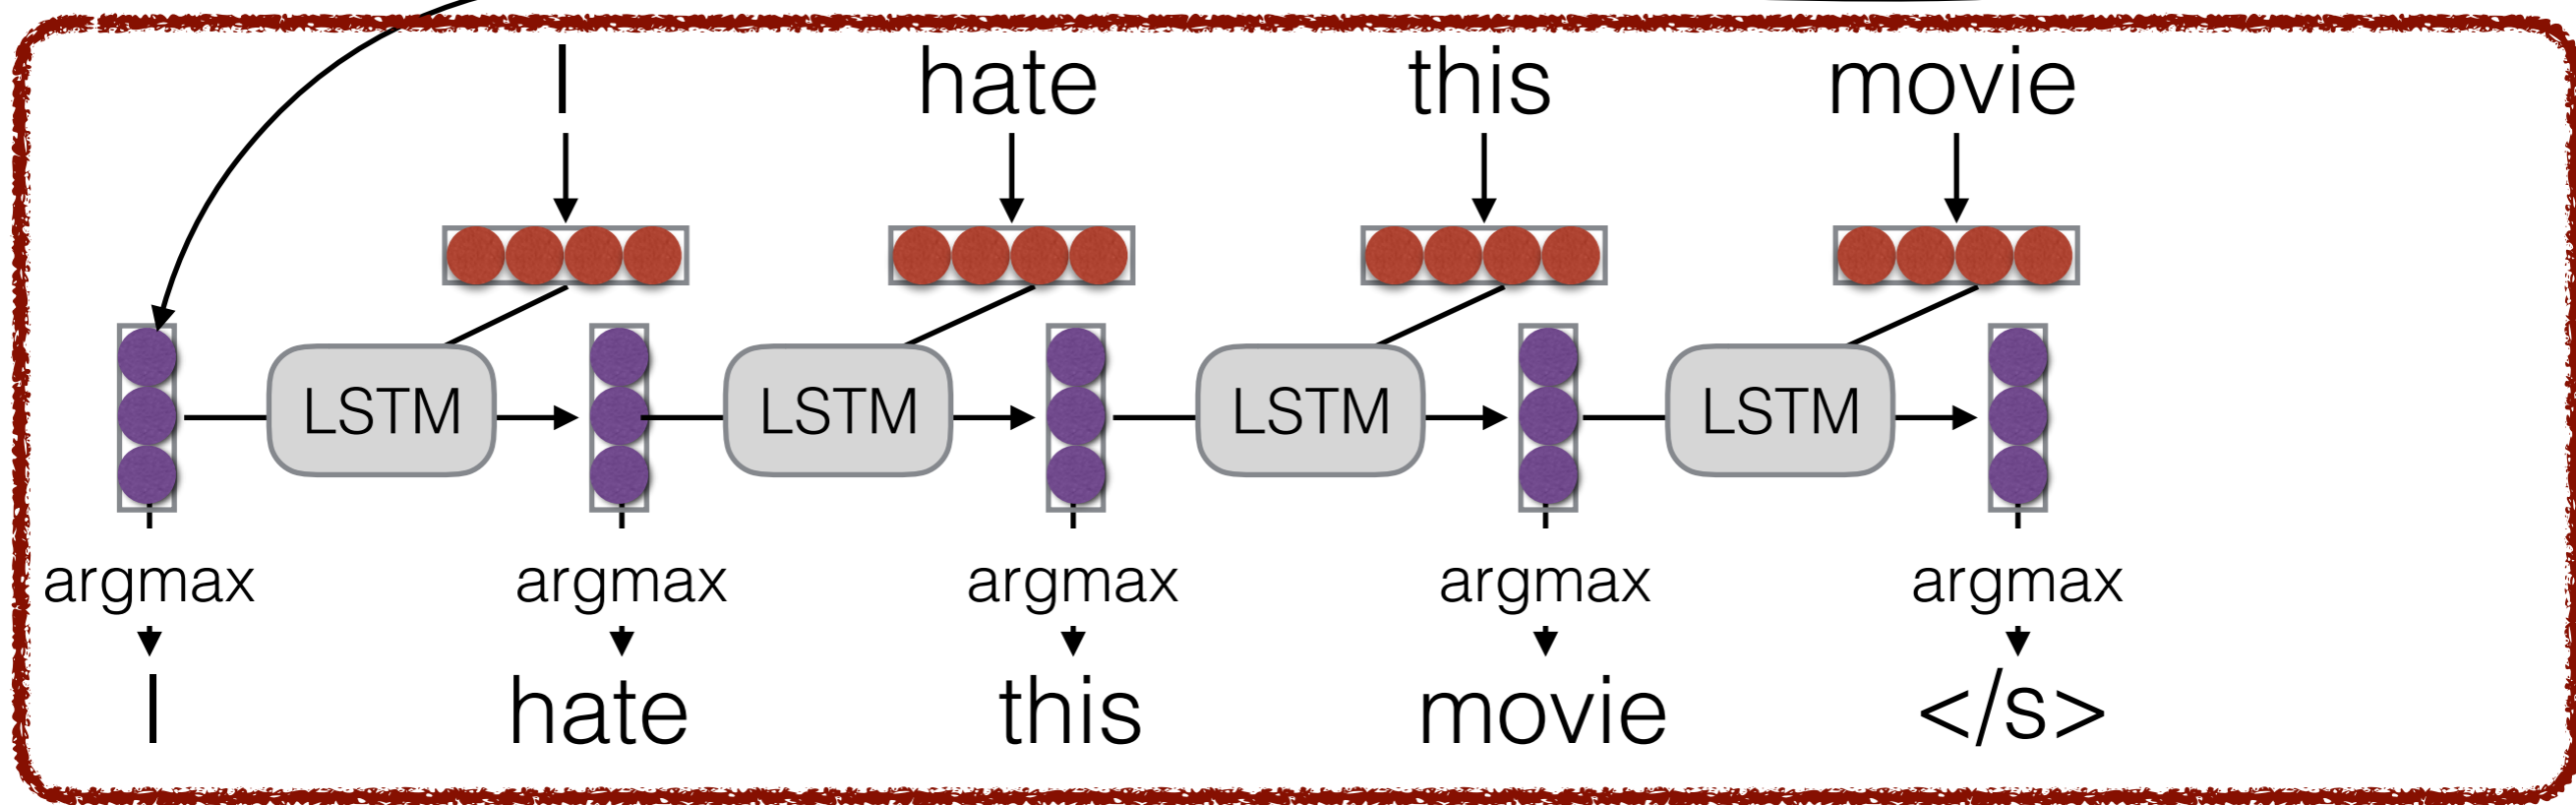 I hate this movie
LSTM LSTM LSTM LSTM
argmax argmax argmax argmax argmax
I hate this movie </s>